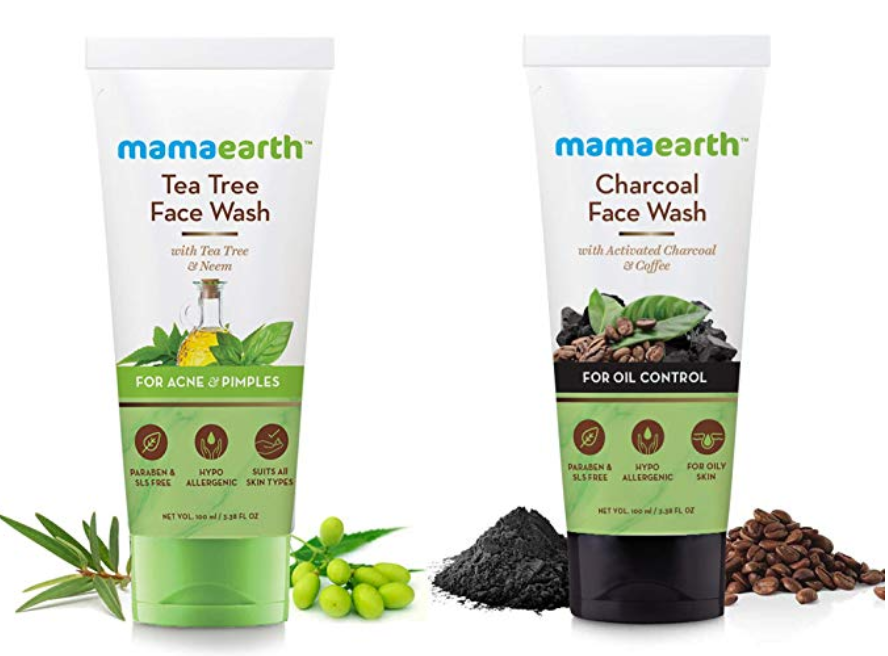 mamaearth™
Tea Tree
Face Wash
with Tea Tree
& Neem
FOR ACNE & PIMPLES
PARABEN &
SLS FREE
HYPO
ALLERGENIC
SUITS All
SKIN TYPES
NET VOL. 100 ml / 3.38 FL OZ
mamaearth™
Charcoal
Face Wash
with Activated Charcoal
& Coffee
FOR OIL CONTROL
PARABEN &
SLS FREE
HYPO
ALLERGENIC
FOR OILY
SKIN
NET VOL. 100 ml / 3.38 FL OZ